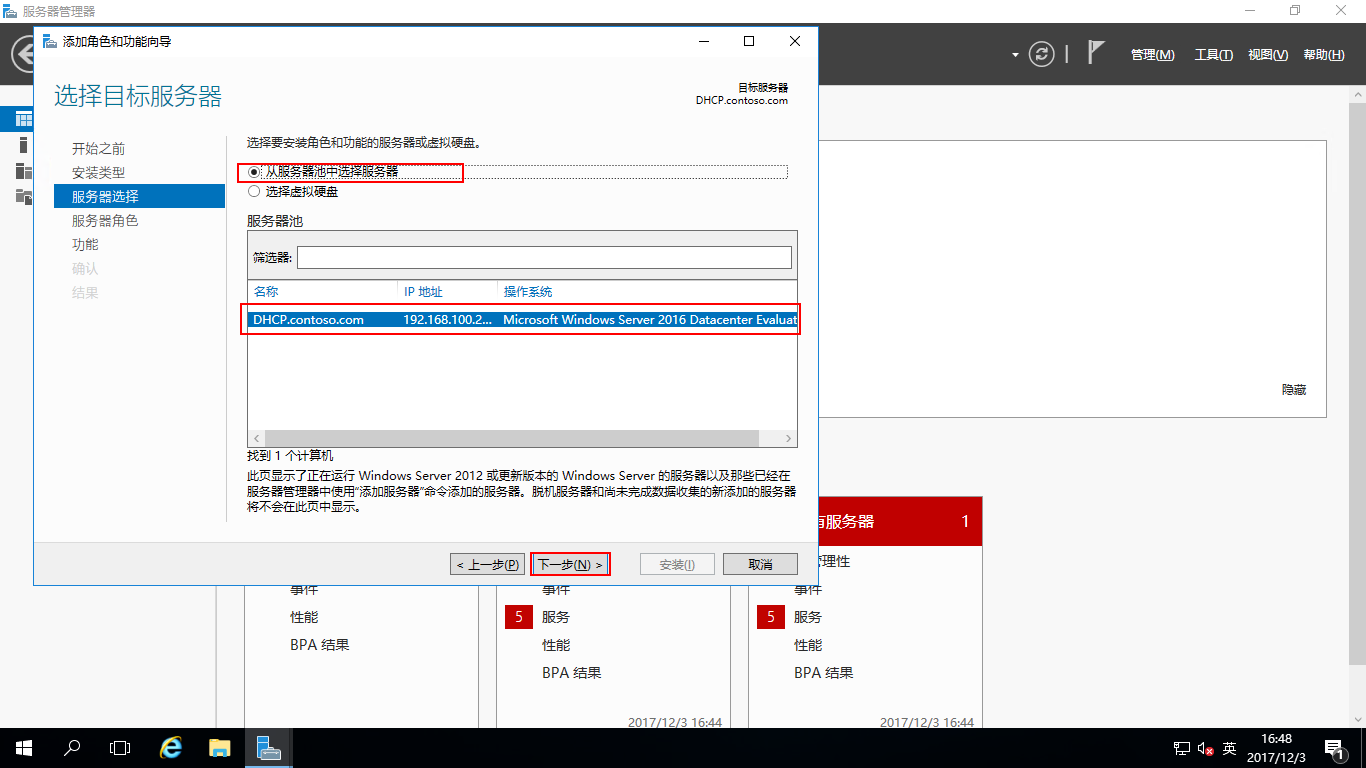 服务器管理器
管理(M)
工具(T)
视图(V)
帮助(H)
添加角色和功能向导
选择目标服务器
目标服务器
DHCP.contoso.com
开始之前
安装类型
服务器选择
服务器角色
功能
确认
结果
选择要安装角色和功能的服务器或虚拟硬盘。
从服务器池中选择服务器
选择虚拟硬盘
服务器池
筛选器:
名称 IP 地址 操作系统
DHCP.contoso.com 192.168.100.2... Microsoft Windows Server 2016 Datacenter Evaluat
找到 1 个计算机
此页显示了正在运行 Windows Server 2012 或更新版本的 Windows Server 的服务器以及那些已经在
服务器管理器中使用"添加服务器"命令添加的服务器。脱机服务器和尚未完成数据收集的新添加的服务器
将不会在此页中显示。
< 上一步(P)
下一步(N) >
安装(I)
取消
隐藏
服务器 1
理性
事件
性能
BPA 结果
事件
5 服务
性能
BPA 结果
2017/12/3 16:44
事件
5 服务
性能
BPA 结果
2017/12/3 16:44
英
16:48
2017/12/3
1